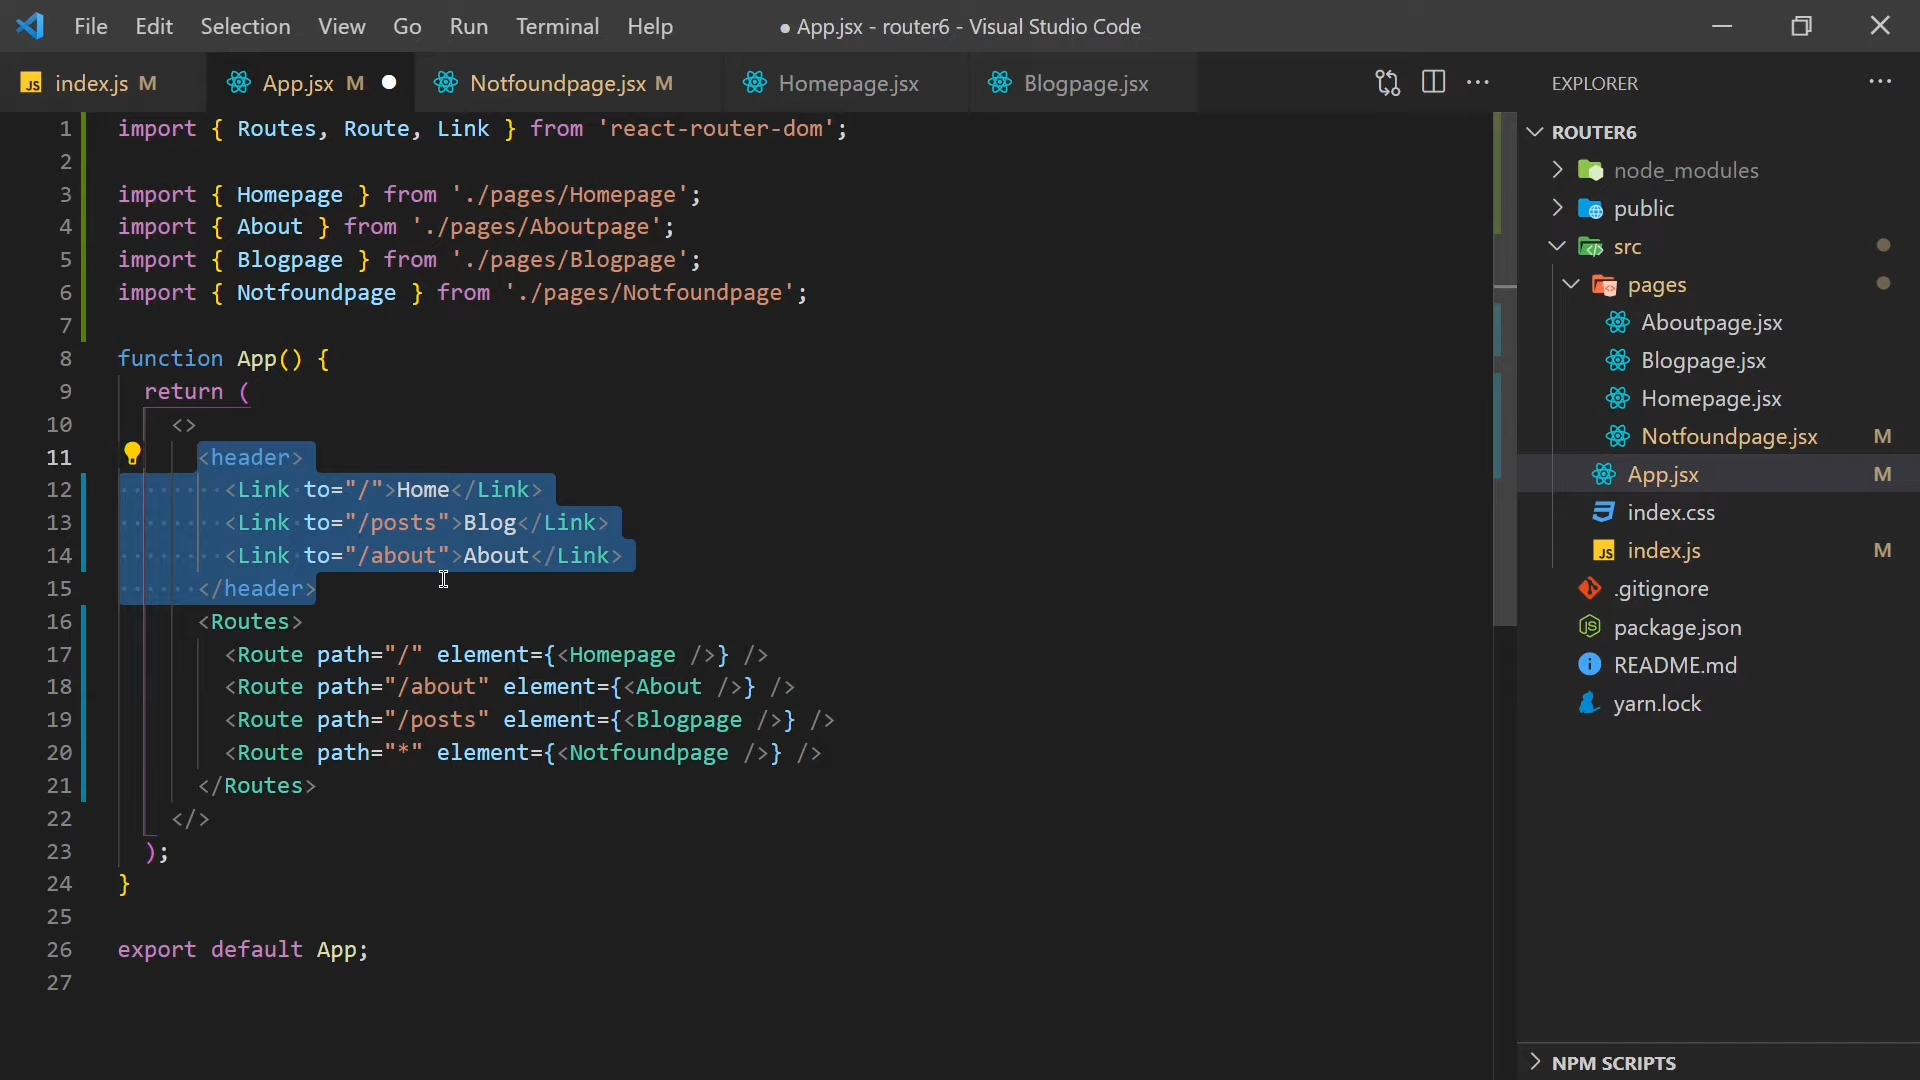 File Edit Selection View Go Run Terminal Help ● App.jsx - router6 - Visual Studio Code
JS index.js M App.jsx M ● Notfoundpage.jsx M Homepage.jsx Blogpage.jsx
1 import { Routes, Route, Link } from 'react-router-dom';
2
3 import { Homepage } from './pages/Homepage';
4 import { About } from './pages/Aboutpage';
5 import { Blogpage } from './pages/Blogpage';
6 import { Notfoundpage } from './pages/Notfoundpage';
7
8 function App() {
9 return (
10 <>
11 <header>
12 <Link to="/">Home</Link>
13 <Link to="/posts">Blog</Link>
14 <Link to="/about">About</Link>
15 </header>
16 <Routes>
17 <Route path="/" element={<Homepage />} />
18 <Route path="/about" element={<About />} />
19 <Route path="/posts" element={<Blogpage />} />
20 <Route path="*" element={<Notfoundpage />} />
21 </Routes>
22 </>
23 );
24 }
25
26 export default App;
27
EXPLORER
ROUTER6
node_modules
public
src
pages
Aboutpage.jsx
Blogpage.jsx
Homepage.jsx
Notfoundpage.jsx M
App.jsx M
index.css
JS index.js M
.gitignore
package.json
README.md
yarn.lock
NPM SCRIPTS